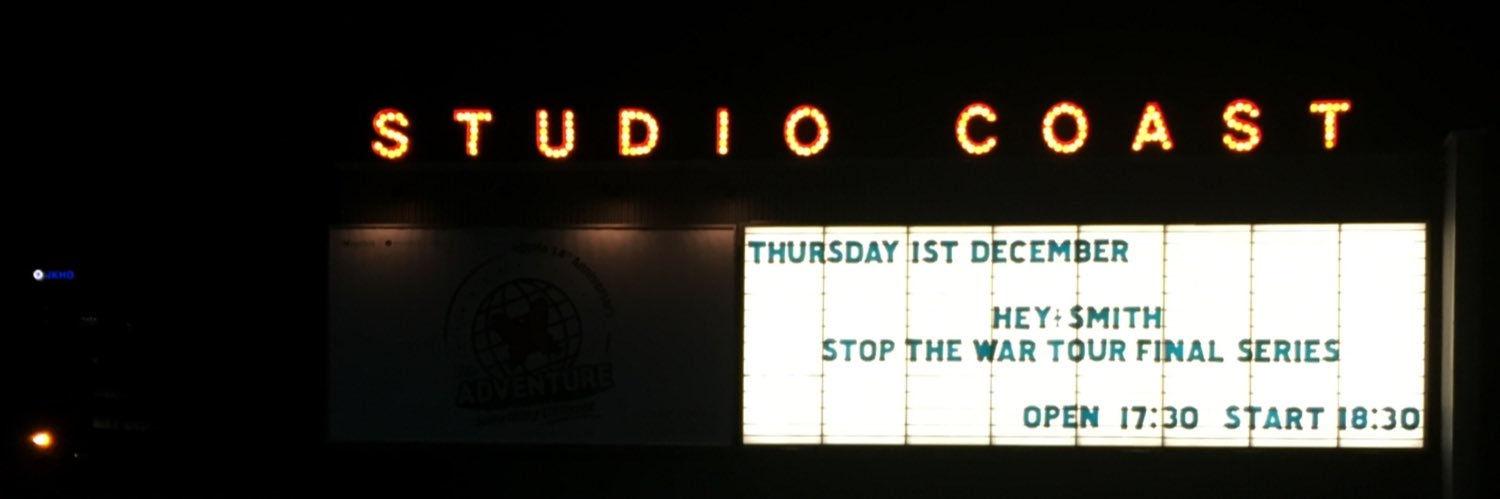 STUDIO COAST
THURSDAY 1ST DECEMBER
HEY-SMITH
STOP THE WAR TOUR FINAL SERIES
OPEN 17:30 START 18:30
ADVENTURE